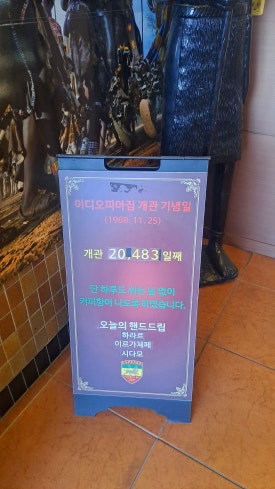 이디오피아집 개관 기념일
(1968. 11. 25)
개관 20,483 일째
단 하루도 쉬는 날 없이
커피향이 나도록 하겠습니다.
오늘의 핸드드립
하라르
이르가체페
시다모